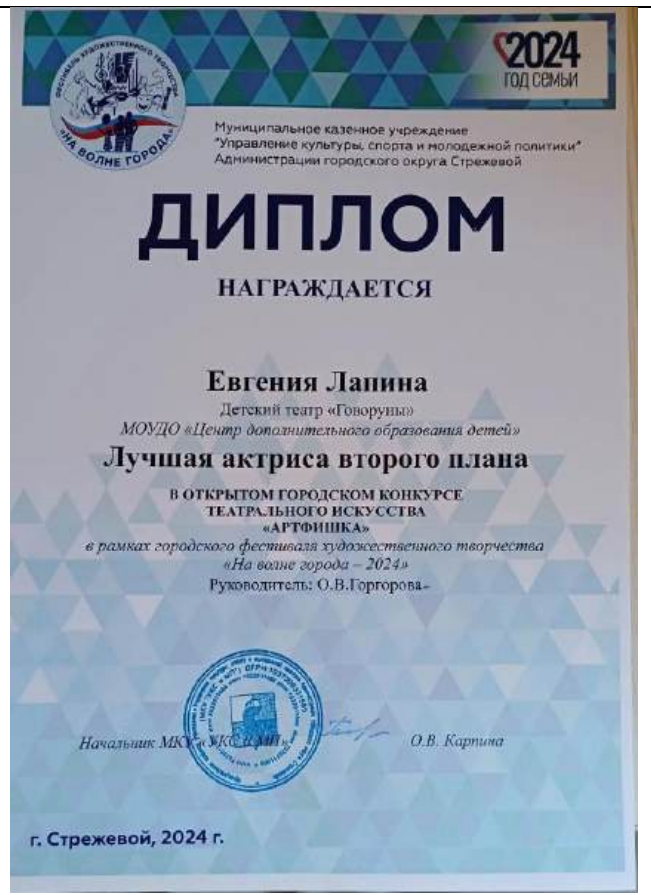 ФЕСТИВАЛЬ ХУДОЖЕСТВЕННОГО ТВОРЧЕСТВА
«НА ВОЛНЕ ГОРОДА»
2024
ГОД СЕМЬИ
Муниципальное казенное учреждение
"Управление культуры, спорта и молодежной политики"
Администрации городского округа Стрежевой
ДИПЛОМ
НАГРАЖДАЕТСЯ
Евгения Лапина
Детский театр «Говоруны»
МОУДО «Центр дополнительного образования детей»
Лучшая актриса второго плана
В ОТКРЫТОМ ГОРОДСКОМ КОНКУРСЕ
ТЕАТРАЛЬНОГО ИСКУССТВА
«АРТФИШКА»
в рамках городского фестиваля художественного творчества
«На волне города – 2024»
Руководитель: О.В.Горгорова
Начальник МКУ «УКС и МП» О.В. Карпина
г. Стрежевой, 2024 г.